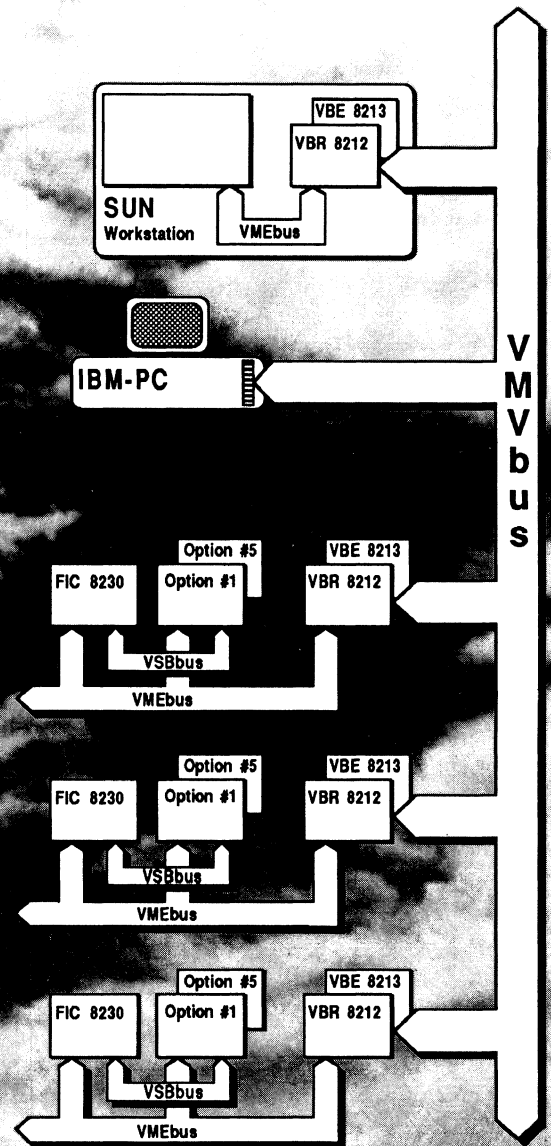 VBE 8213
VBR 8212
SUN
Workstation
VMEbus
IBM-PC
VMVbus
Option #5
VBE 8213
FIC 8230
Option #1
VBR 8212
VSBbus
VMEbus
Option #5
VBE 8213
FIC 8230
Option #1
VBR 8212
VSBbus
VMEbus
Option #5
VBE 8213
FIC 8230
Option #1
VBR 8212
VSBbus
VMEbus